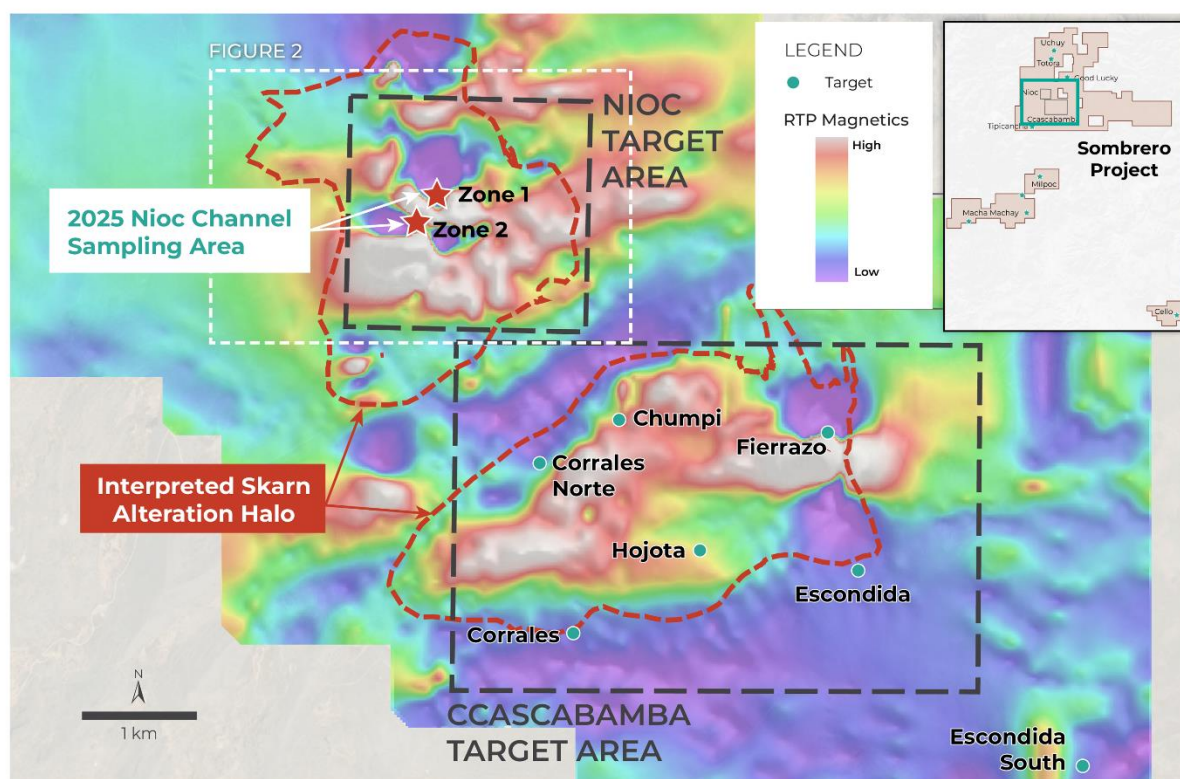 FIGURE 2
NIOC
TARGET
AREA
Zone 1
Zone 2
2025 Nioc Channel
Sampling Area
LEGEND
Target
RTP Magnetics
High
Low
Uchuy
Totora
Good Lucky
Nioc
Ccascabamb
Tipicancha
Sombrero
Project
Milpoc
Macha Machay
Cello
Chumpi
Fierrazo
Corrales
Norte
Interpreted Skarn
Alteration Halo
Hojota
Escondida
Corrales
N
1 km
CCASCABAMBA
TARGET AREA
Escondida
South